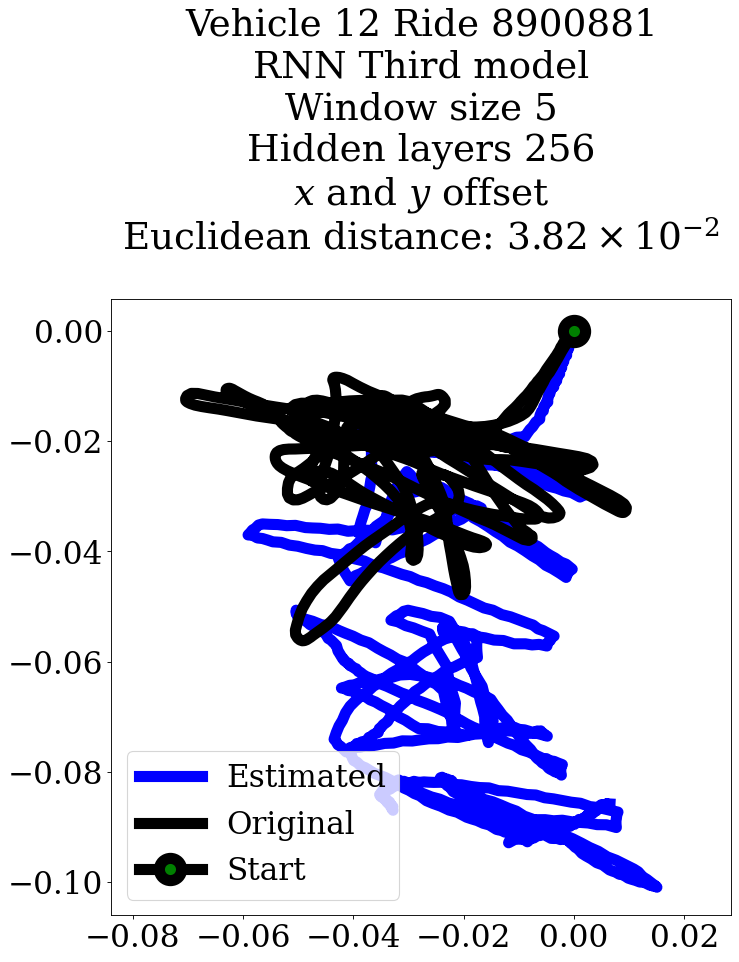 Vehicle 12 Ride 8900881
RNN Third model
Window size 5
Hidden layers 256
x and y offset
Euclidean distance: 3.82 × 10⁻²
0.00
−0.02
−0.04
−0.06
−0.08
−0.10
Estimated
Original
Start
−0.08 −0.06 −0.04 −0.02 0.00 0.02